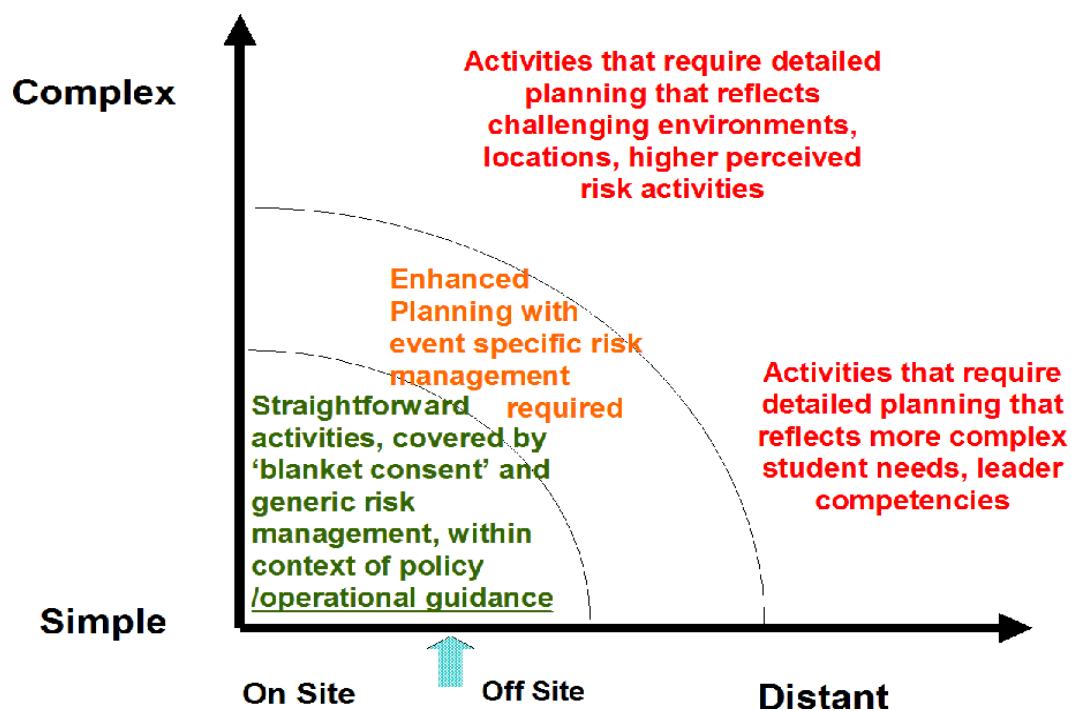 Complex
Activities that require detailed
planning that reflects
challenging environments,
locations, higher perceived
risk activities
Enhanced
Planning with
event specific risk
management
required
Straightforward
activities, covered by
‘blanket consent’ and
generic risk
management, within
context of policy
/operational guidance
Activities that require
detailed planning that
reflects more complex
student needs, leader
competencies
Simple
On Site
Off Site
Distant